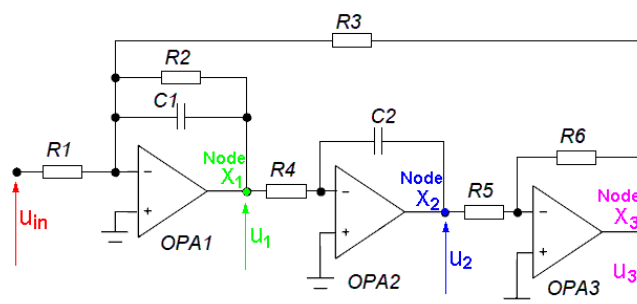 R3
R2
C1
C2
R6
R1
Node
X1
R4
Node
X2
R5
Node
X3
−
+
−
+
−
+
uin
OPA1
u1
OPA2
u2
OPA3
u3